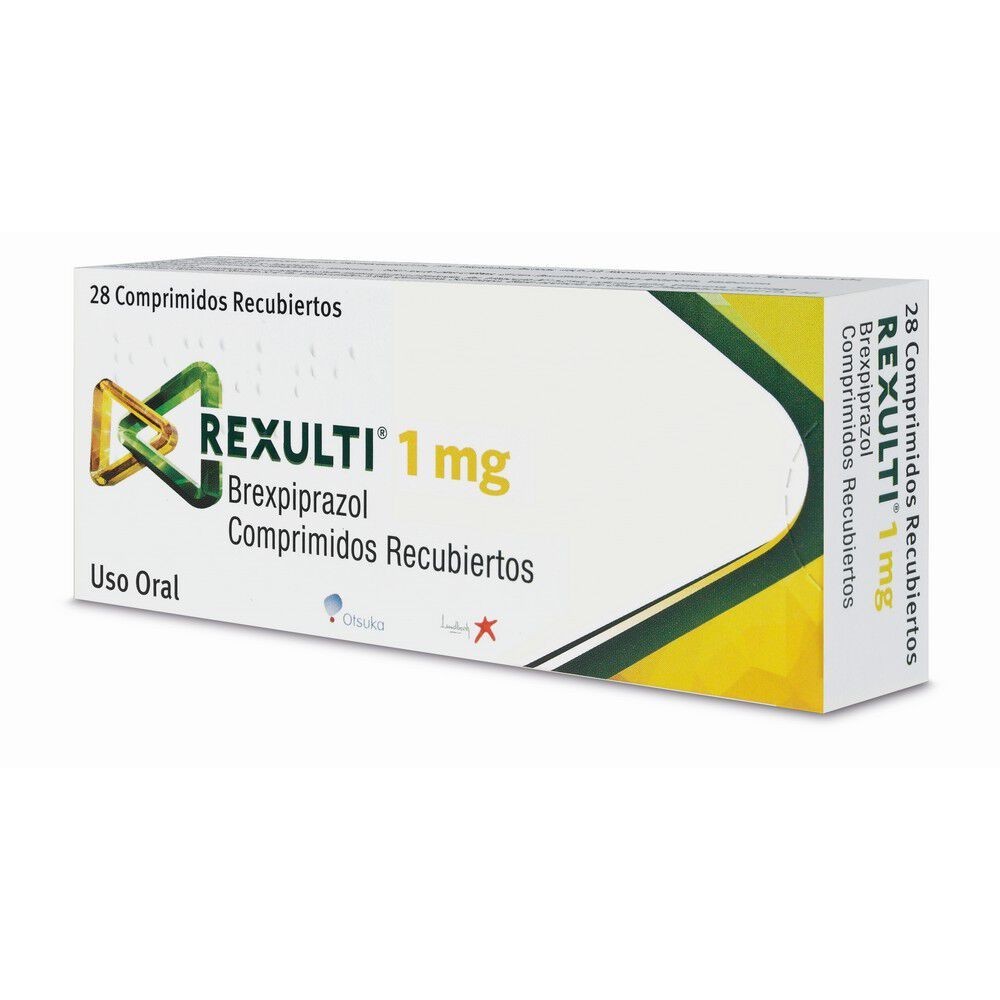 28 Comprimidos Recubiertos
REXULTI® 1 mg
Brexpiprazol
Comprimidos Recubiertos
Uso Oral
Otsuka
Lundbeck
28 Comprimidos Recubiertos
REXULTI® 1 mg
Brexpiprazol
Comprimidos Recubiertos